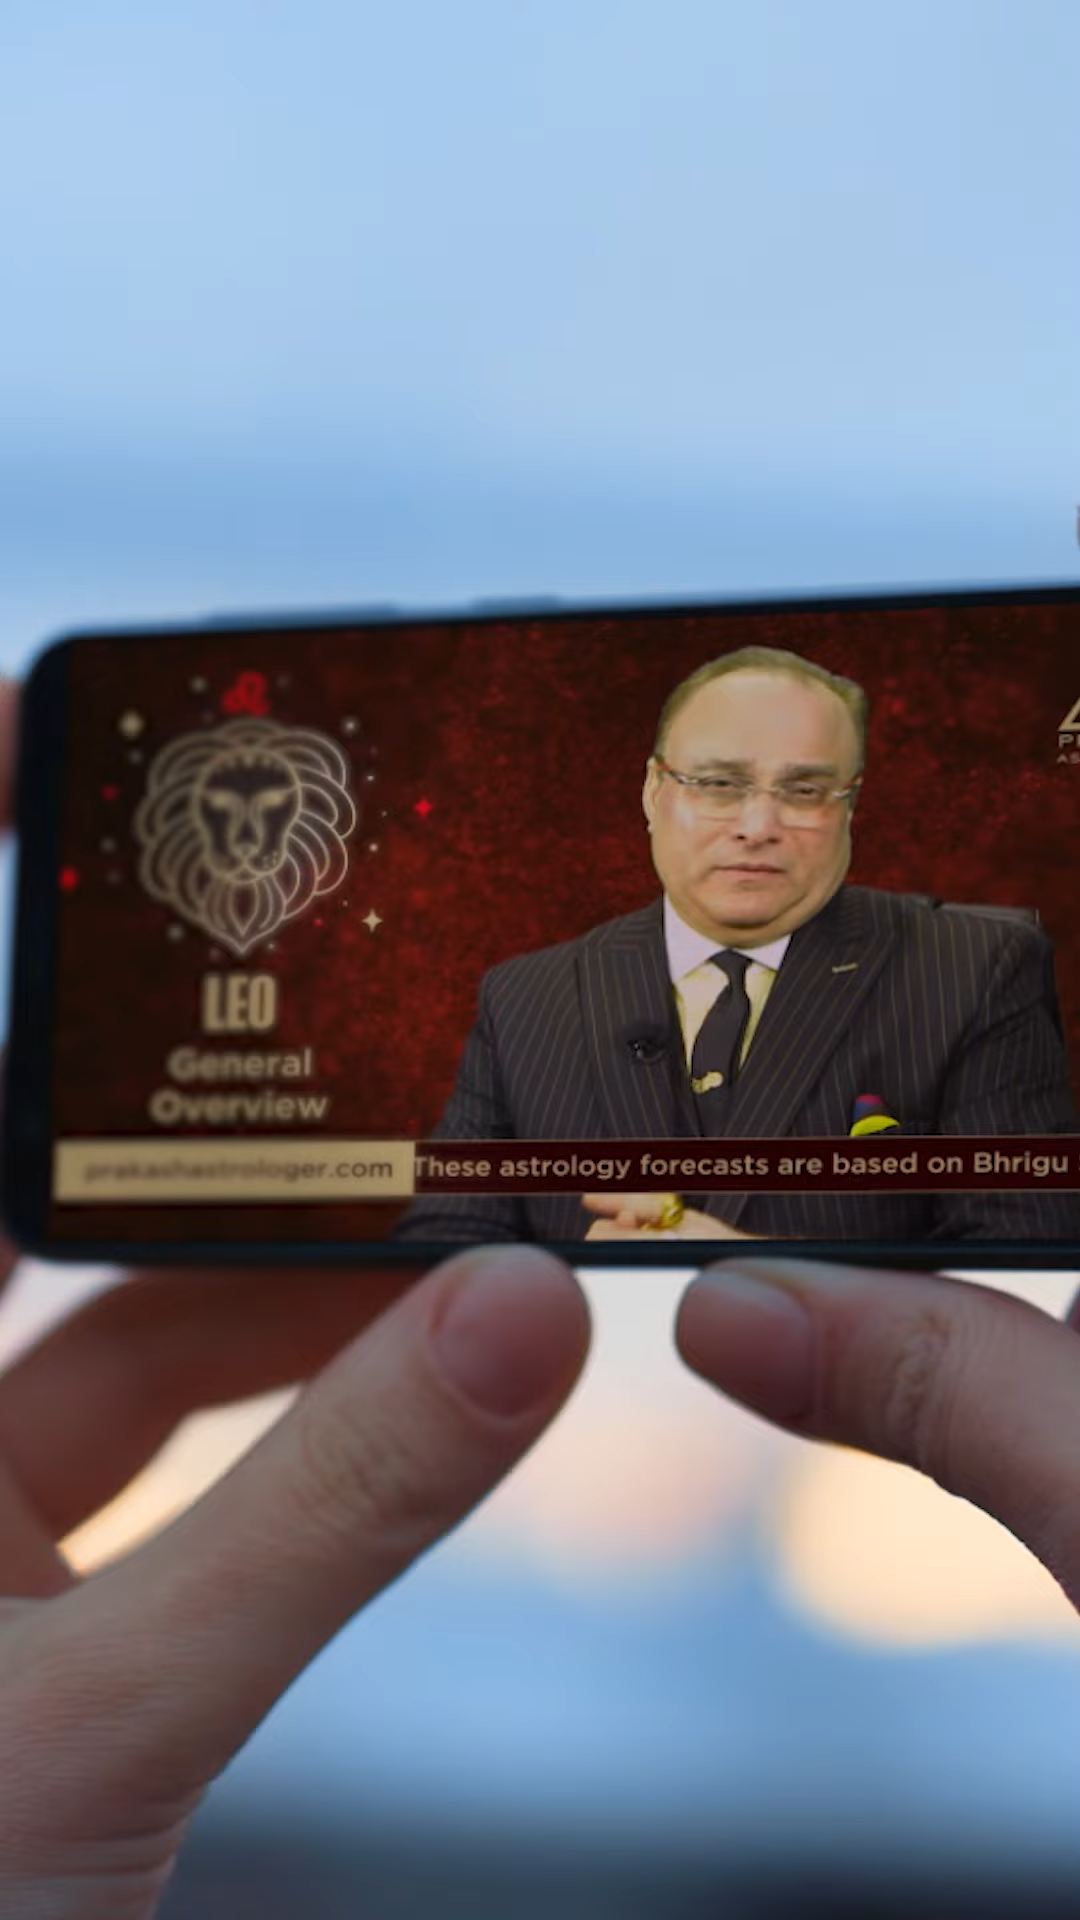 LEO
General
Overview
prakashastrologer.com
These astrology forecasts are based on Bhrigu